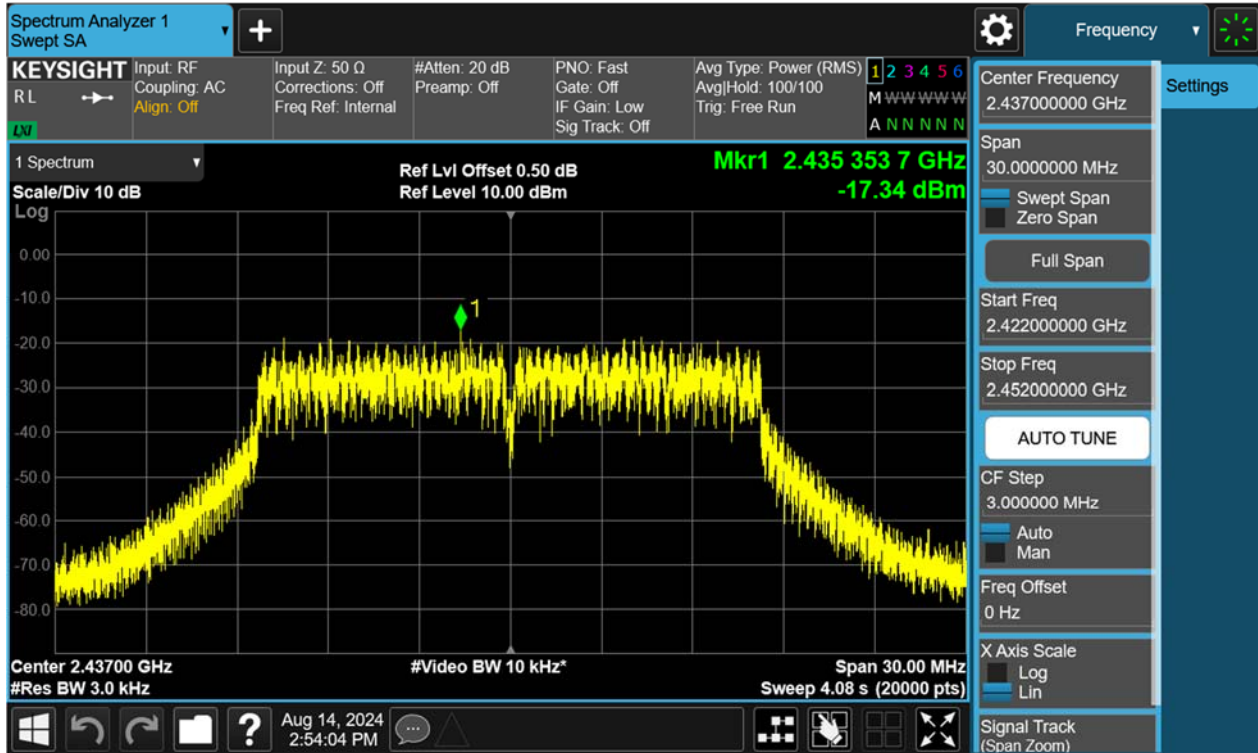 Spectrum Analyzer 1
Swept SA
Frequency
KEYSIGHT
RL
LXI
Input: RF
Coupling: AC
Align: Off
Input Z: 50 Ω
Corrections: Off
Freq Ref: Internal
#Atten: 20 dB
Preamp: Off
PNO: Fast
Gate: Off
IF Gain: Low
Sig Track: Off
Avg Type: Power (RMS)
Avg|Hold: 100/100
Trig: Free Run
1 2 3 4 5 6
M W W W W W
A N N N N N
1 Spectrum
Scale/Div 10 dB
Log
Ref Lvl Offset 0.50 dB
Ref Level 10.00 dBm
Mkr1 2.435 353 7 GHz
-17.34 dBm
0.00
-10.0
-20.0
-30.0
-40.0
-50.0
-60.0
-70.0
-80.0
1
Center 2.43700 GHz
#Res BW 3.0 kHz
#Video BW 10 kHz*
Span 30.00 MHz
Sweep 4.08 s (20000 pts)
Center Frequency
2.437000000 GHz
Span
30.0000000 MHz
Swept Span
Zero Span
Full Span
Start Freq
2.422000000 GHz
Stop Freq
2.452000000 GHz
AUTO TUNE
CF Step
3.000000 MHz
Auto
Man
Freq Offset
0 Hz
X Axis Scale
Log
Lin
Signal Track
(Span Zoom)
Settings
?
Aug 14, 2024
2:54:04 PM